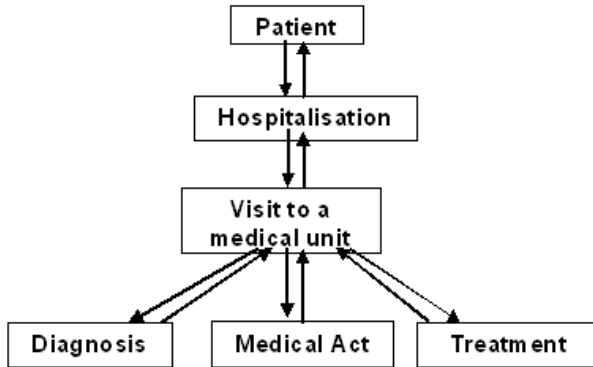 Patient
Hospitalisation
Visit to a
medical unit
Diagnosis
Medical Act
Treatment